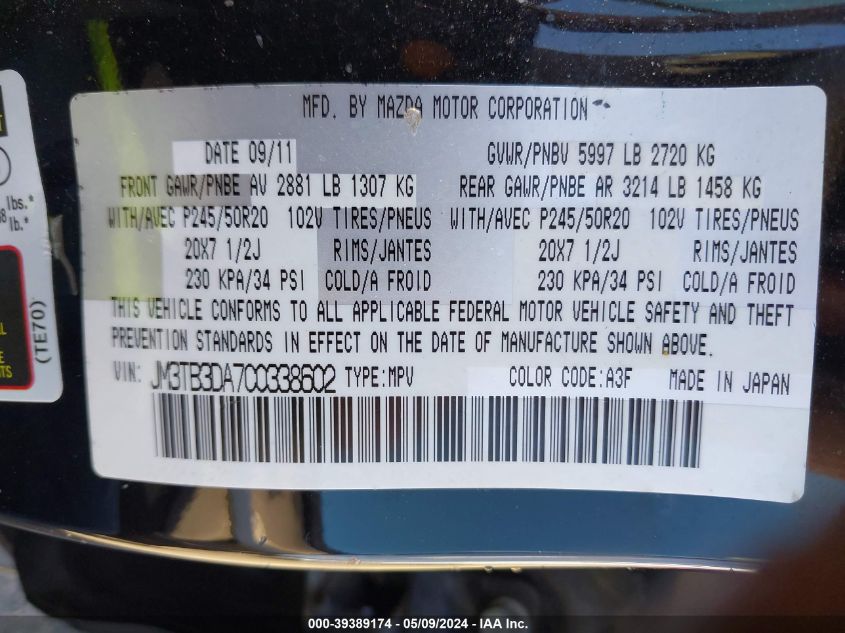 MFD. BY MAZDA MOTOR CORPORATION
DATE 09/11 GVWR/PNBV 5997 LB 2720 KG
FRONT GAWR/PNBE AV 2881 LB 1307 KG REAR GAWR/PNBE AR 3214 LB 1458 KG
WITH/AVEC P245/50R20 102V TIRES/PNEUS WITH/AVEC P245/50R20 102V TIRES/PNEUS
20X7 1/2J RIMS/JANTES 20X7 1/2J RIMS/JANTES
230 KPA/34 PSI COLD/A FROID 230 KPA/34 PSI COLD/A FROID
THIS VEHICLE CONFORMS TO ALL APPLICABLE FEDERAL MOTOR VEHICLE SAFETY AND THEFT
PREVENTION STANDARDS IN EFFECT ON THE DATE OF MANUFACTURE SHOWN ABOVE.
VIN: JM3TB3DA7C0338602 TYPE:MPV COLOR CODE:A3F MADE IN JAPAN
lbs.*
lb.*
(TE70)
000-39389174 - 05/09/2024 - IAA Inc.